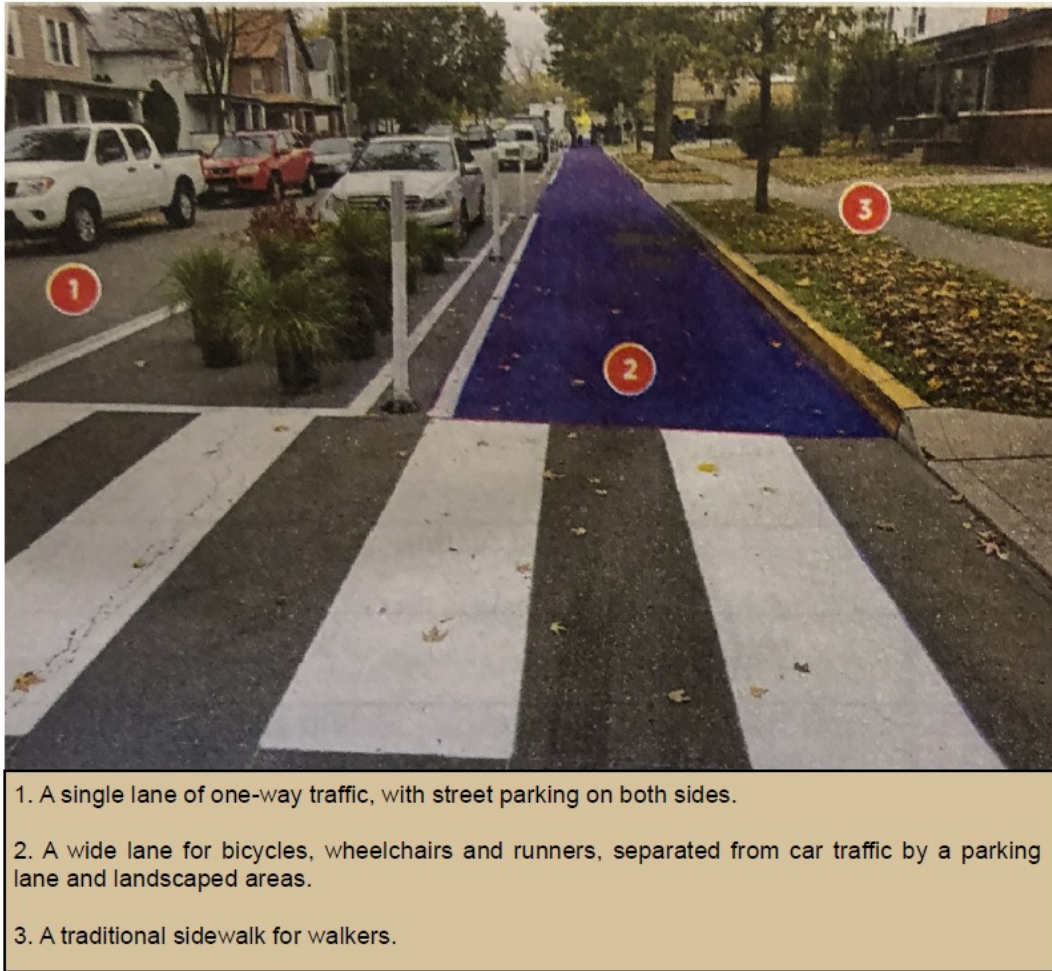 1
2
3
1. A single lane of one-way traffic, with street parking on both sides.
2. A wide lane for bicycles, wheelchairs and runners, separated from car traffic by a parking
lane and landscaped areas.
3. A traditional sidewalk for walkers.